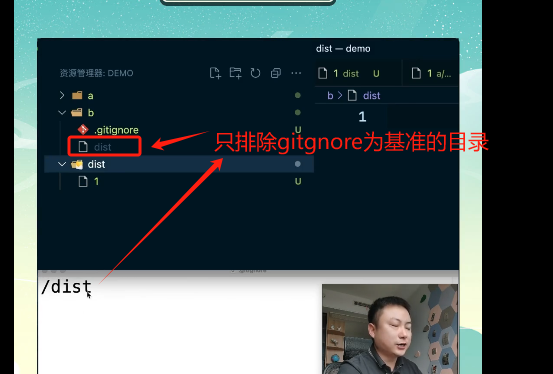 dist — demo
资源管理器: DEMO
1 dist U
1 a/...
a
b
b > dist
.gitignore U
1
dist
只排除gitgnore为基准的目录
dist
1 U
/dist